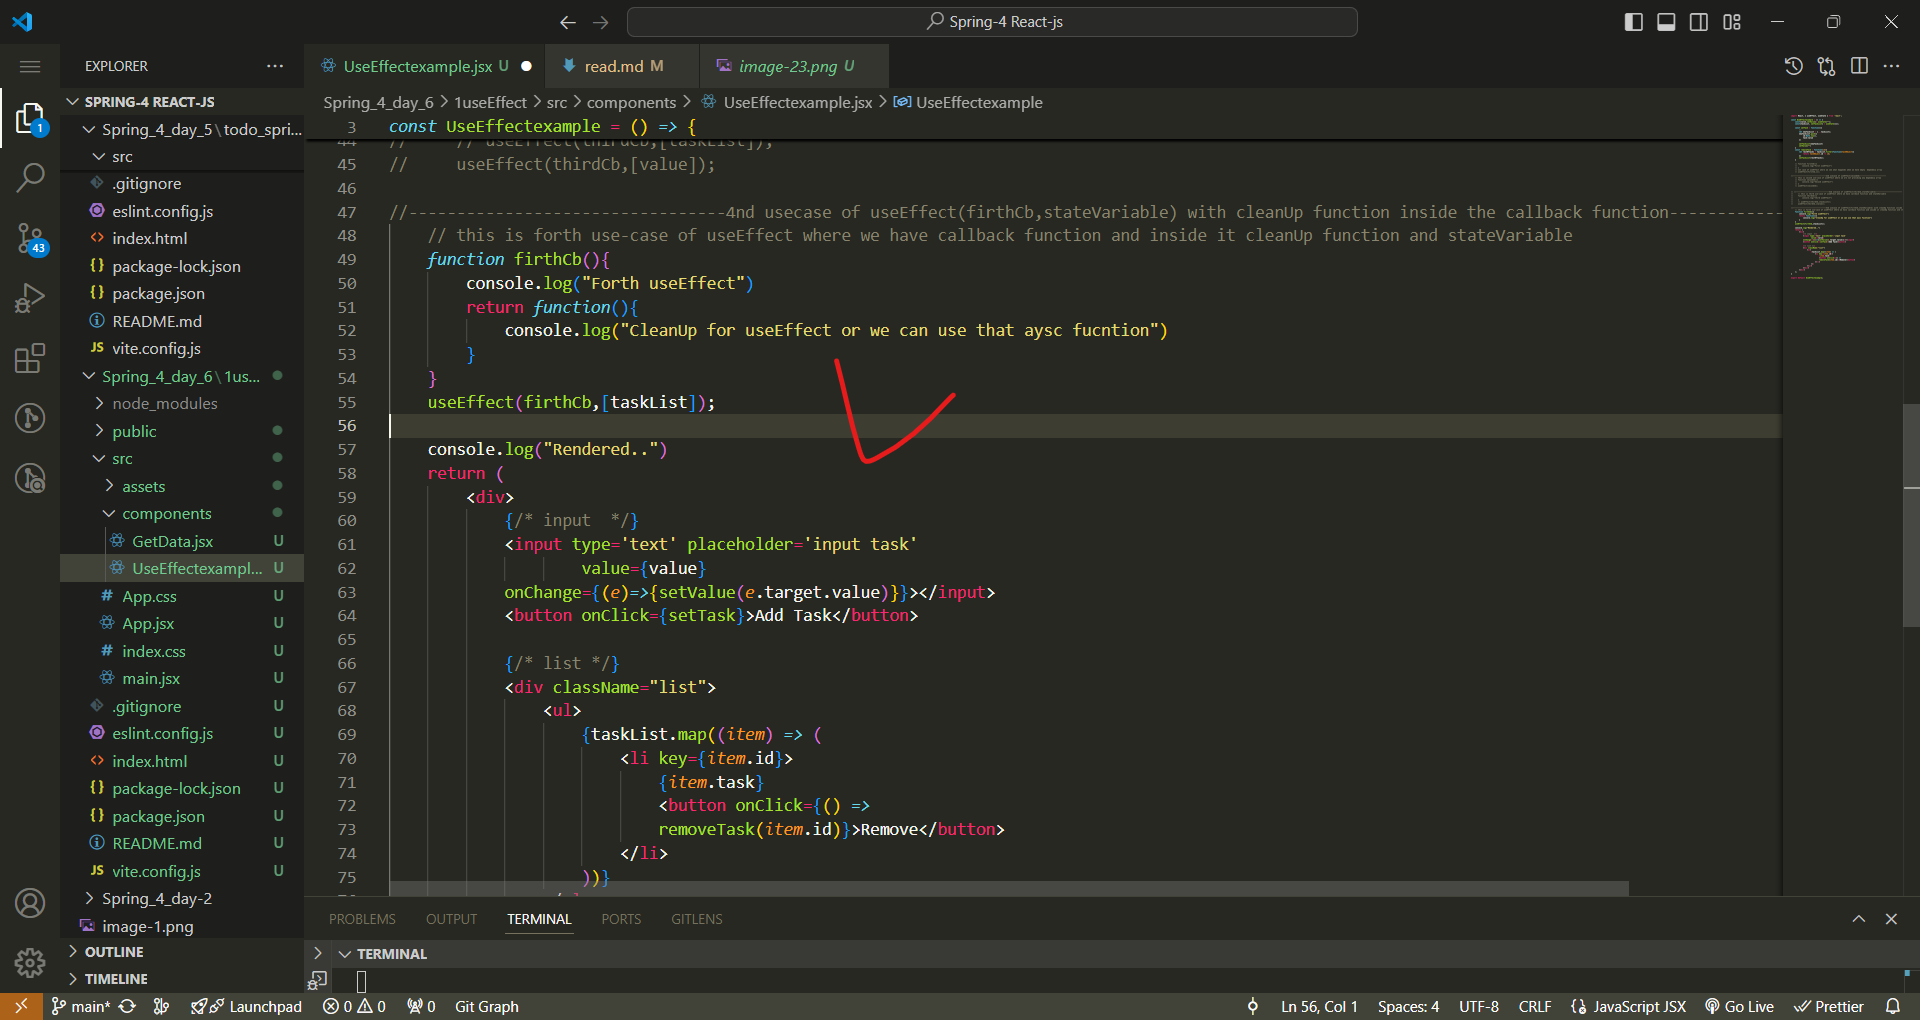 Spring-4 React-js
EXPLORER
SPRING-4 REACT-JS
Spring_4_day_5\todo_spri...
src
.gitignore
eslint.config.js
index.html
package-lock.json
package.json
README.md
vite.config.js
Spring_4_day_6\1us...
node_modules
public
src
assets
components
GetData.jsx U
UseEffectexampl... U
App.css U
App.jsx U
index.css U
main.jsx U
.gitignore U
eslint.config.js U
index.html U
package-lock.json U
package.json U
README.md U
vite.config.js U
Spring_4_day-2
image-1.png
OUTLINE
TIMELINE
1
43
UseEffectexample.jsx U
read.md M
image-23.png U
Spring_4_day_6 > 1useEffect > src > components > UseEffectexample.jsx > UseEffectexample
3 const UseEffectexample = () => {
44 // // useEffect(thirdCb,[taskList]);
45 // useEffect(thirdCb,[value]);
46
47 //---------------------------------4nd usecase of useEffect(firthCb,stateVariable) with cleanUp function inside the callback function------------
48 // this is forth use-case of useEffect where we have callback function and inside it cleanUp function and stateVariable
49 function firthCb(){
50 console.log("Forth useEffect")
51 return function(){
52 console.log("CleanUp for useEffect or we can use that aysc fucntion")
53 }
54 }
55 useEffect(firthCb,[taskList]);
56
57 console.log("Rendered..")
58 return (
59 <div>
60 {/* input  */}
61 <input type='text' placeholder='input task'
62 value={value}
63 onChange={(e)=>{setValue(e.target.value)}}></input>
64 <button onClick={setTask}>Add Task</button>
65
66 {/* list */}
67 <div className="list">
68 <ul>
69 {taskList.map((item) => (
70 <li key={item.id}>
71 {item.task}
72 <button onClick={() =>
73 removeTask(item.id)}>Remove</button>
74 </li>
75 ))}
PROBLEMS OUTPUT TERMINAL PORTS GITLENS
TERMINAL
main* Launchpad 0 0 0 Git Graph Ln 56, Col 1 Spaces: 4 UTF-8 CRLF {} JavaScript JSX Go Live Prettier